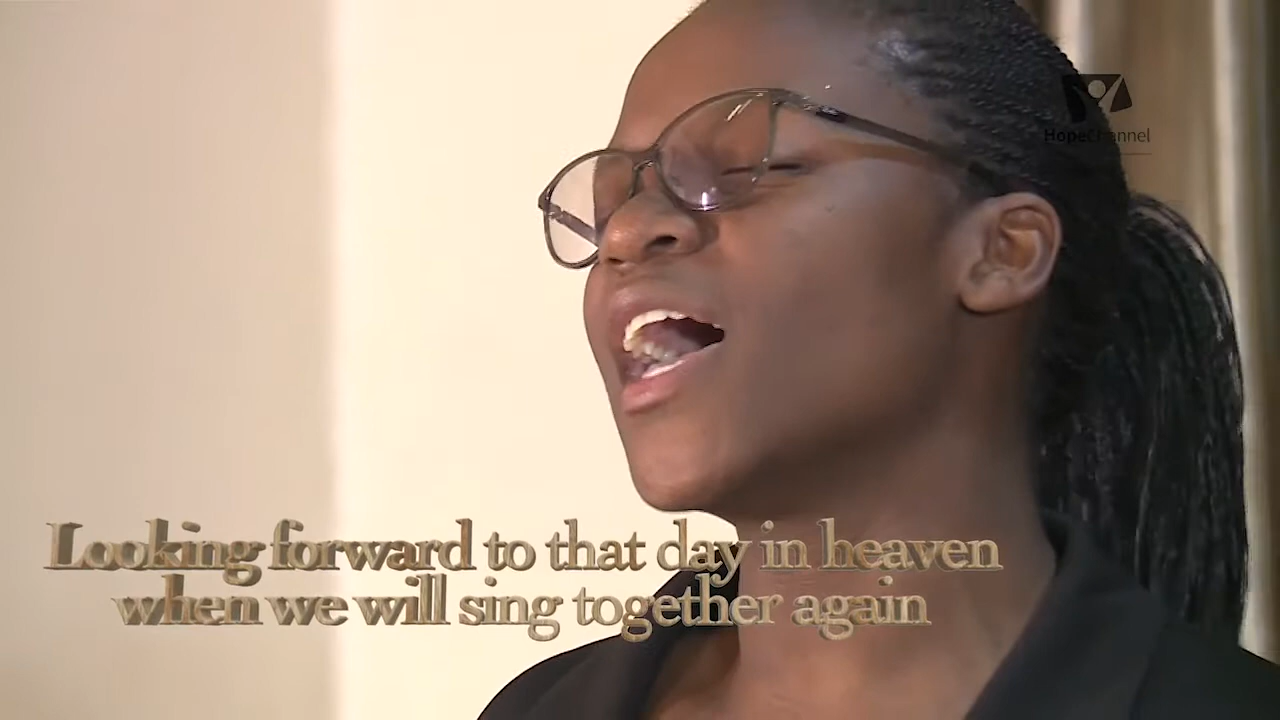 HopeChannel
Looking forward to that day in heaven
when we will sing together again